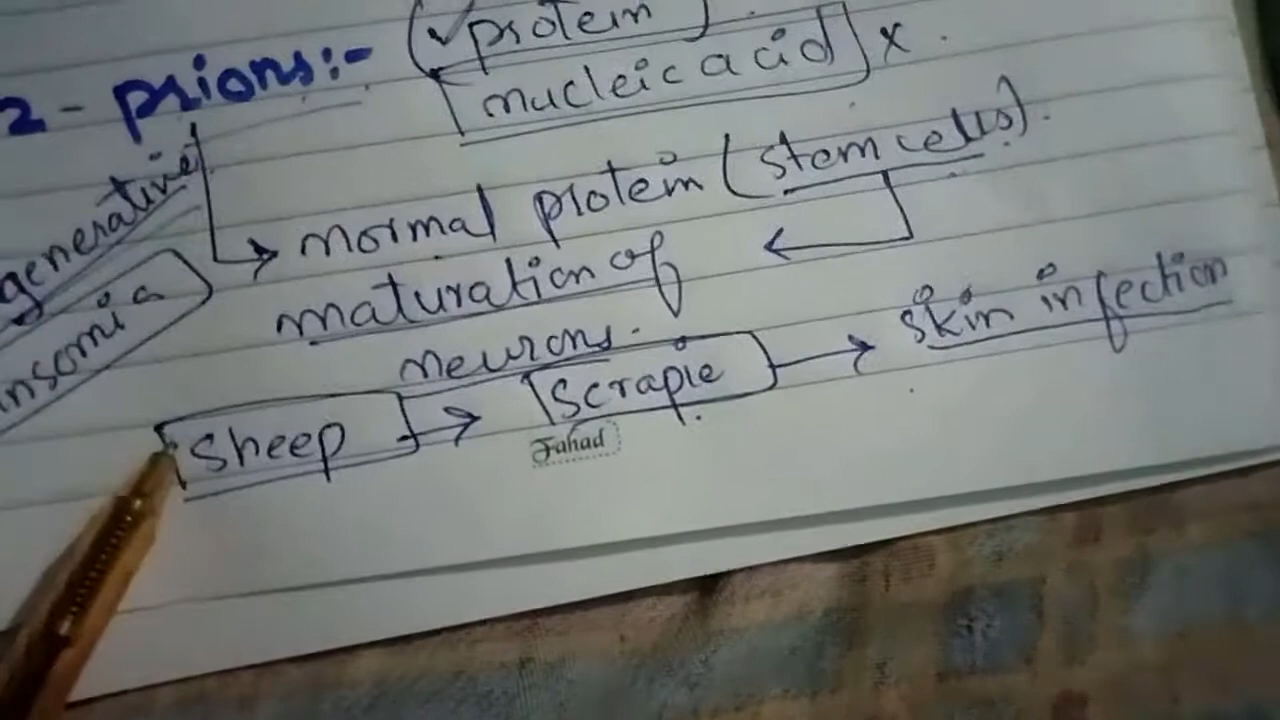 (✓protein)
2 - prions:- [nucleic acid] x .
generative
insomia
→ normal protein (stem cells).
maturation of ←
neurons.
Sheep → Scrapie → skin infection
Fahad